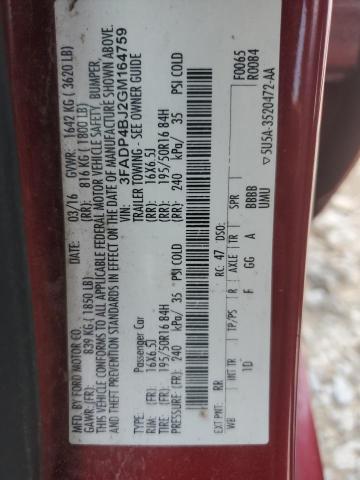 MFD. BY FORD MOTOR CO.
DATE: 03/16 GVWR: 1642 KG ( 3620 LB)
GAWR: (FR): 839 KG ( 1850 LB) (RR): 816 KG ( 1800 LB)
THIS VEHICLE CONFORMS TO ALL APPLICABLE FEDERAL MOTOR VEHICLE SAFETY, BUMPER,
AND THEFT PREVENTION STANDARDS IN EFFECT ON THE DATE OF MANUFACTURE SHOWN ABOVE.
VIN: 3FADP4BJ2GM164759
TYPE: Passenger Car TRAILER TOWING - SEE OWNER GUIDE
RIM: (FR): 16X6.5J (RR): 16X6.5J
TIRE: (FR): 195/50R16 84H (RR): 195/50R16 84H
PRESSURE:(FR): 240 kPa/ 35 PSI COLD (RR): 240 kPa/ 35 PSI COLD
F0065
R0084
EXT PNT: RR RC: 47 DSO:
WB INT TR TP/PS R AXLE TR SPR
1D F GG A BBBB
UMU
5U5A-3520472-AA